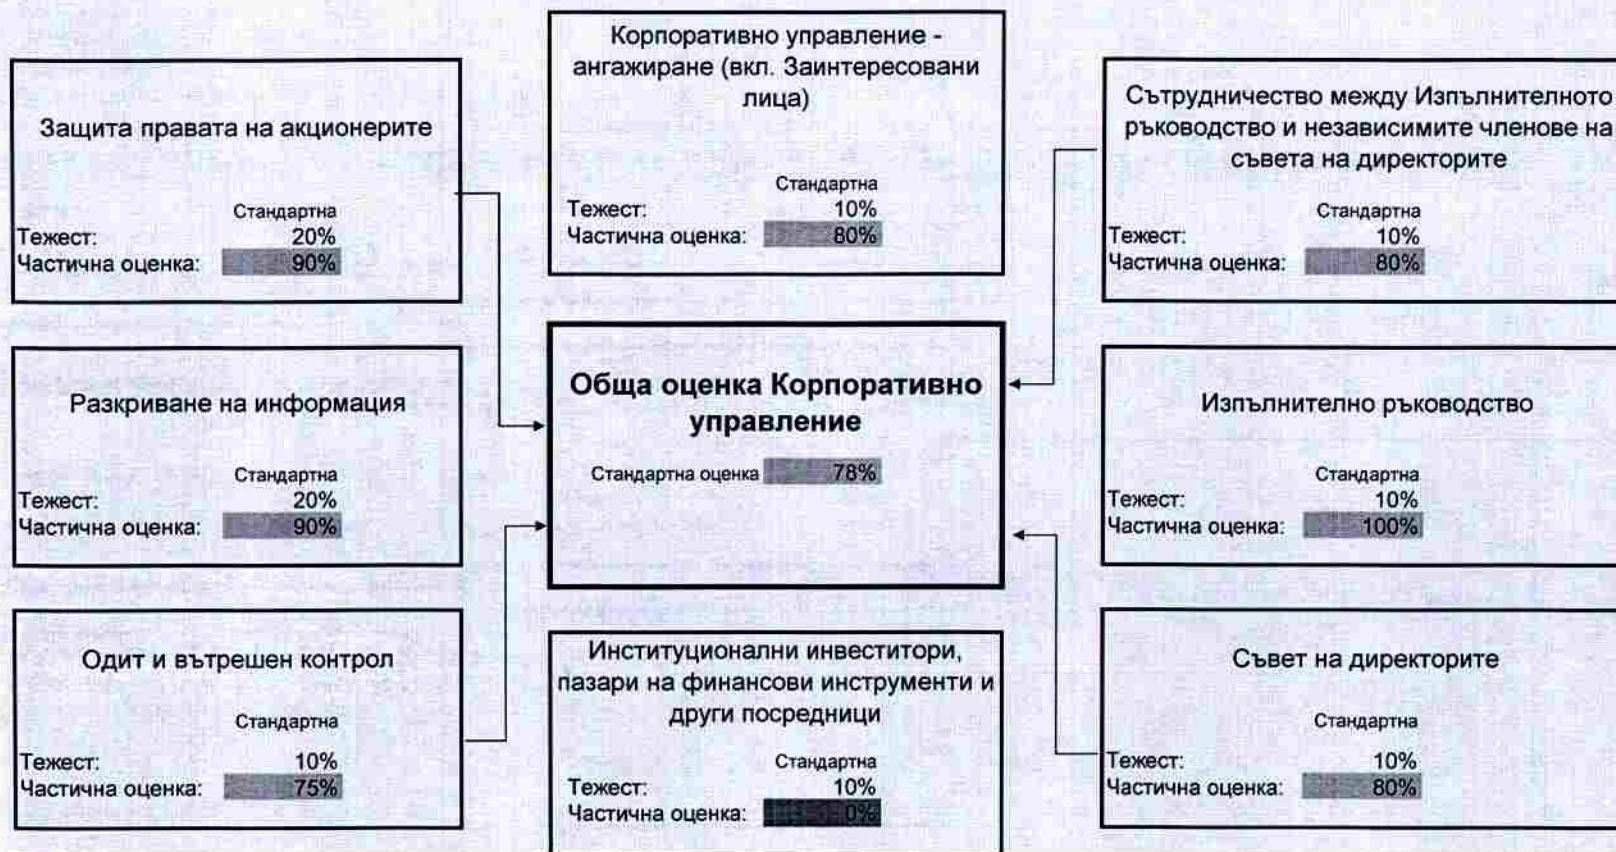 Защита правата на акционерите
Стандартна
Тежест: 20%
Частична оценка: 90%
Корпоративно управление -
ангажиране (вкл. Заинтересовани
лица)
Стандартна
Тежест: 10%
Частична оценка: 80%
Сътрудничество между Изпълнителното
ръководство и независимите членове на
съвета на директорите
Стандартна
Тежест: 10%
Частична оценка: 80%
Разкриване на информация
Стандартна
Тежест: 20%
Частична оценка: 90%
Обща оценка Корпоративно
управление
Стандартна оценка 78%
Изпълнително ръководство
Стандартна
Тежест: 10%
Частична оценка: 100%
Одит и вътрешен контрол
Стандартна
Тежест: 10%
Частична оценка: 75%
Институционални инвеститори,
пазари на финансови инструменти и
други посредници
Стандартна
Тежест: 10%
Частична оценка: 0%
Съвет на директорите
Стандартна
Тежест: 10%
Частична оценка: 80%